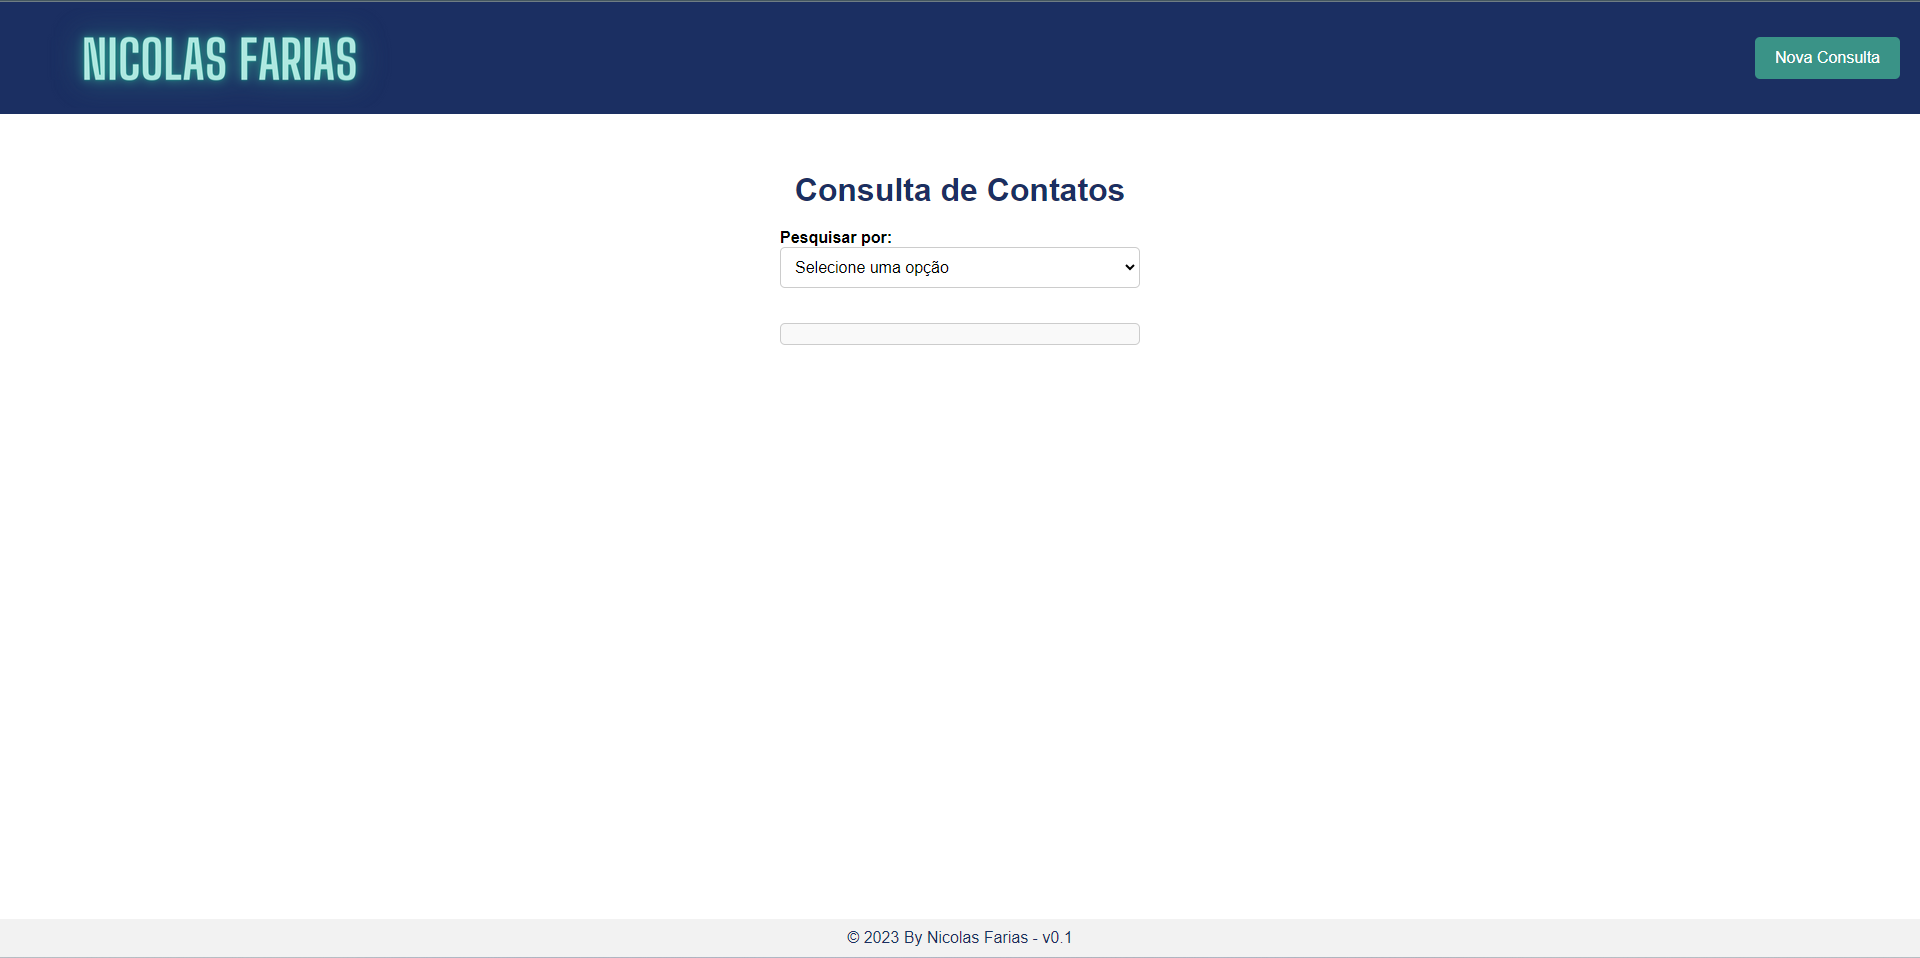 NICOLAS FARIAS
Nova Consulta
Consulta de Contatos
Pesquisar por:
Selecione uma opção
© 2023 By Nicolas Farias - v0.1